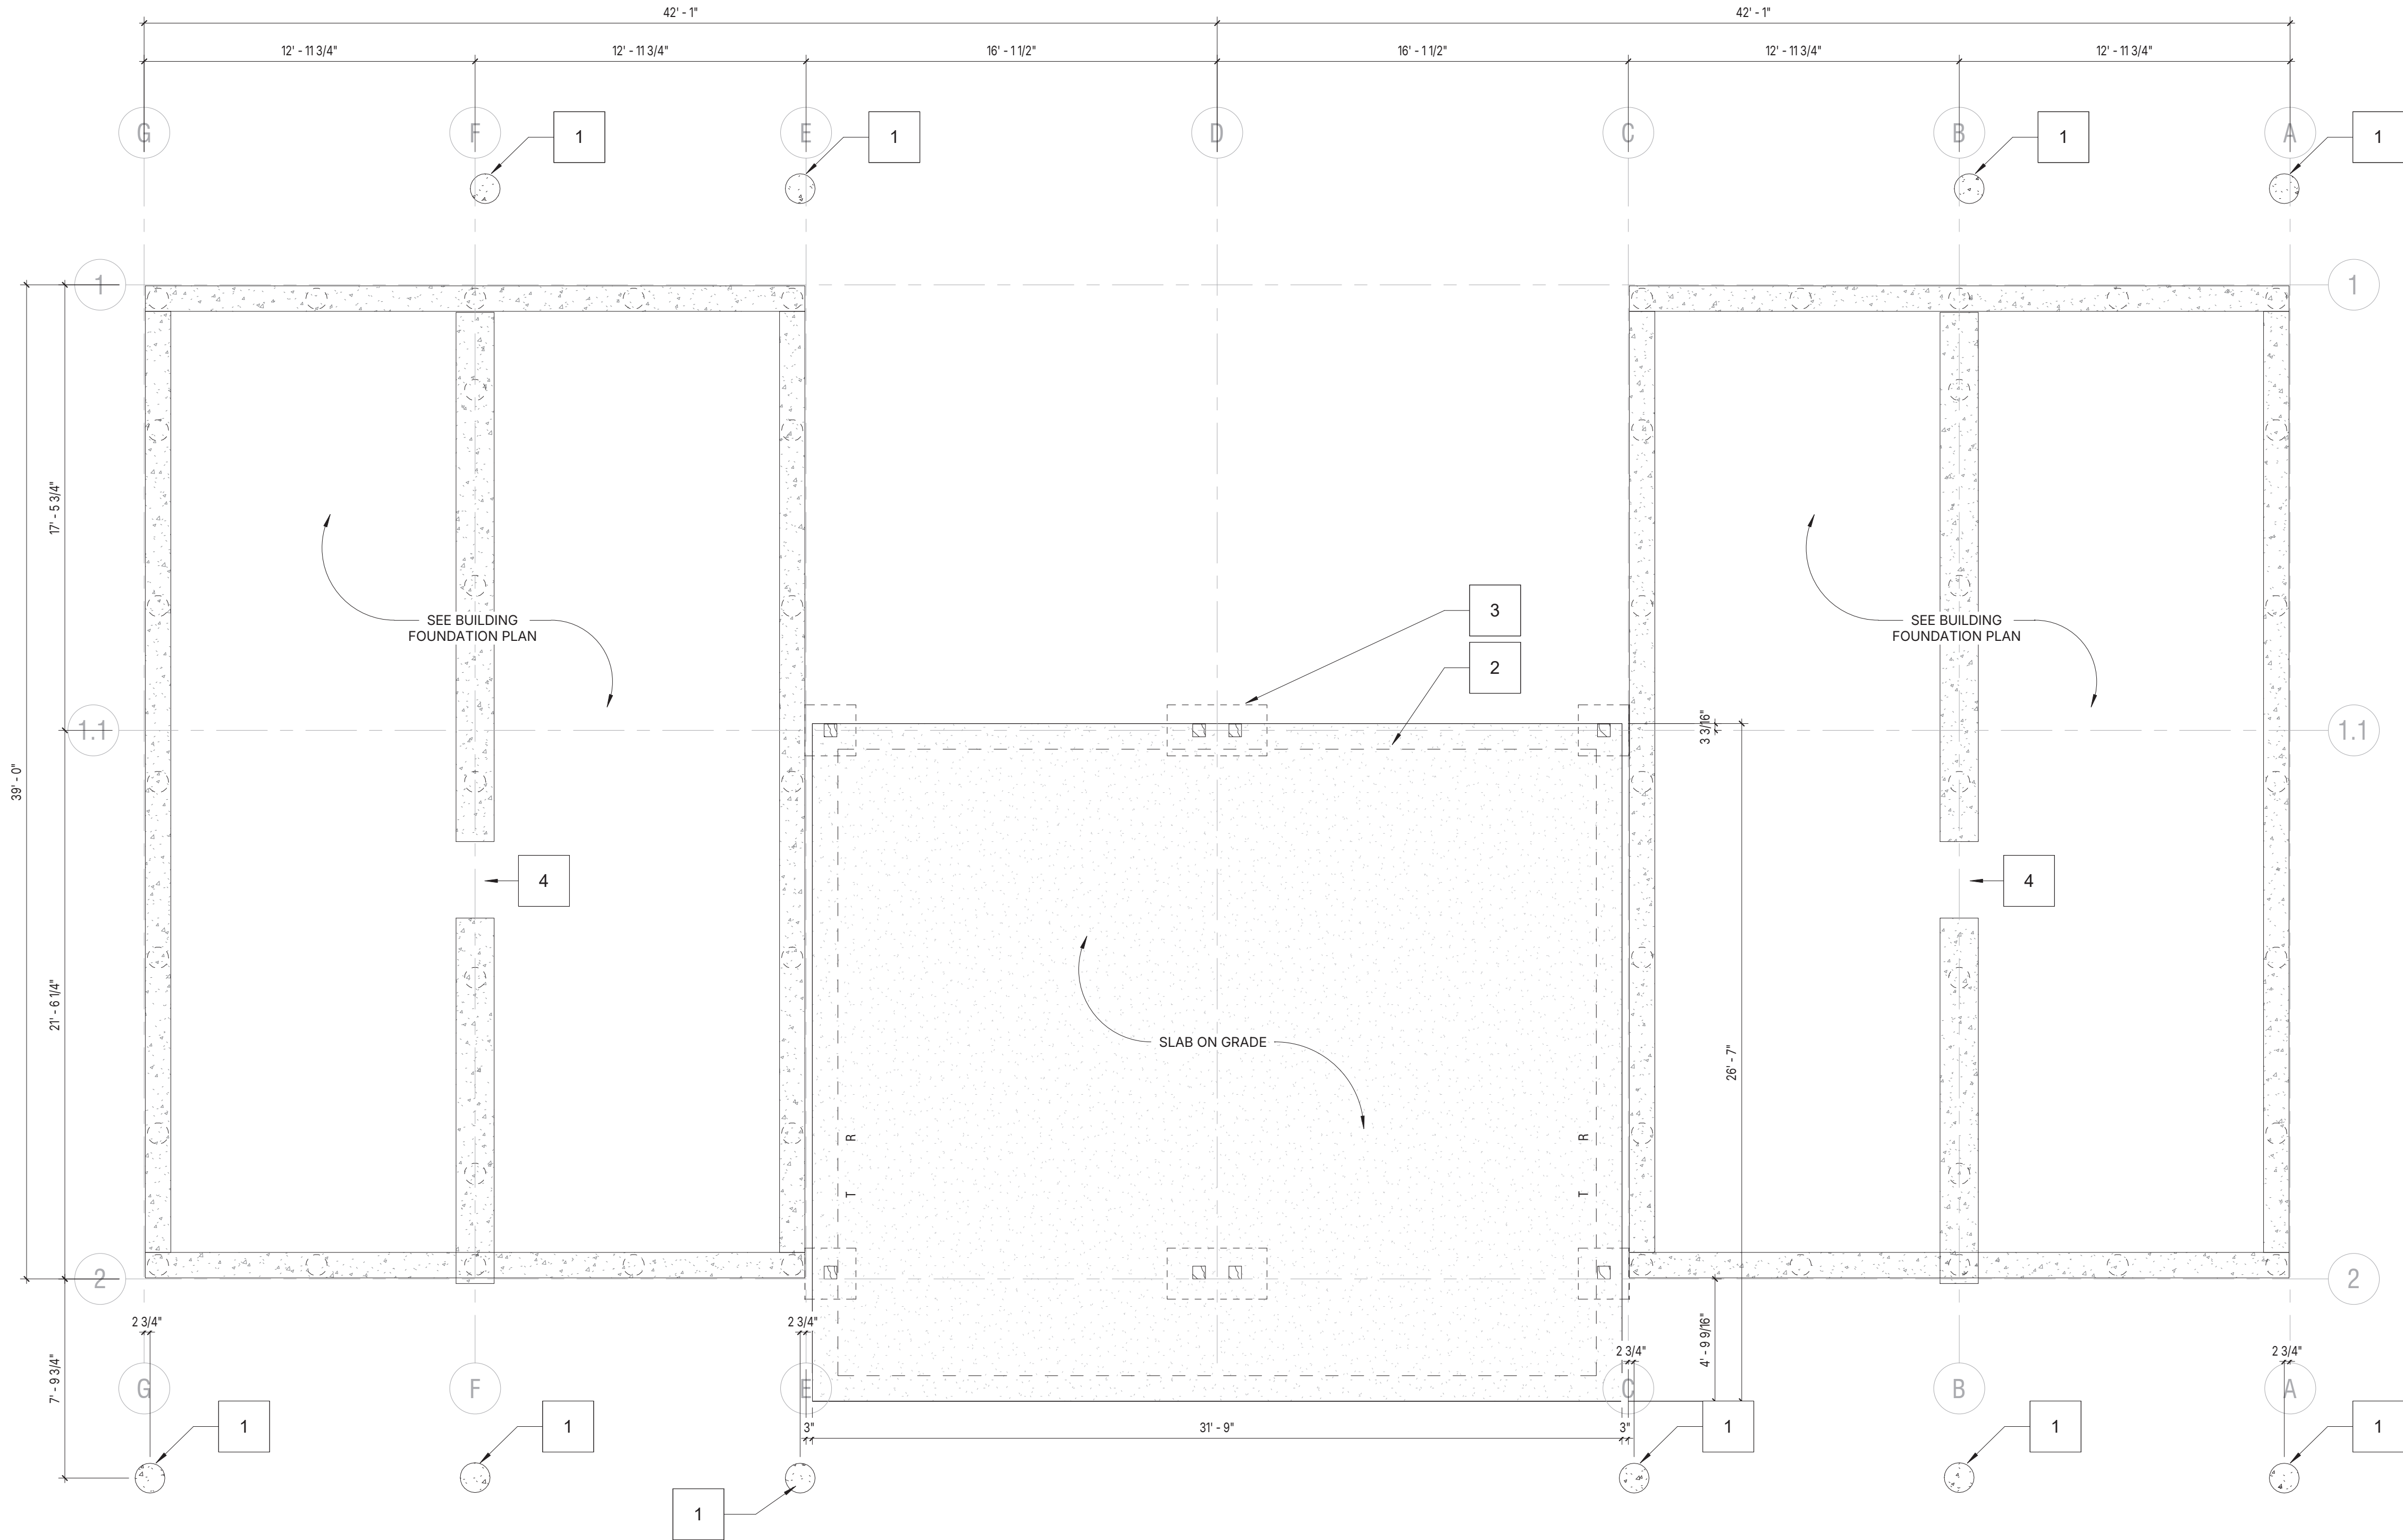 42' - 1"
42' - 1"
12' - 11 3/4"
12' - 11 3/4"
16' - 1 1/2"
16' - 1 1/2"
12' - 11 3/4"
12' - 11 3/4"
G
F
E
D
C
B
A
1
1
1
1
1
1
17' - 5 3/4"
SEE BUILDING
FOUNDATION PLAN
SEE BUILDING
FOUNDATION PLAN
3
2
1.1
1.1
3 3/16"
39' - 0"
4
4
21' - 6 1/4"
SLAB ON GRADE
26' - 7"
R
T
R
T
2
2
2 3/4"
2 3/4"
2 3/4"
2 3/4"
4' - 9 9/16"
7' - 9 3/4"
G
F
E
C
B
A
1
1
1
1
1
3"
31' - 9"
3"
1